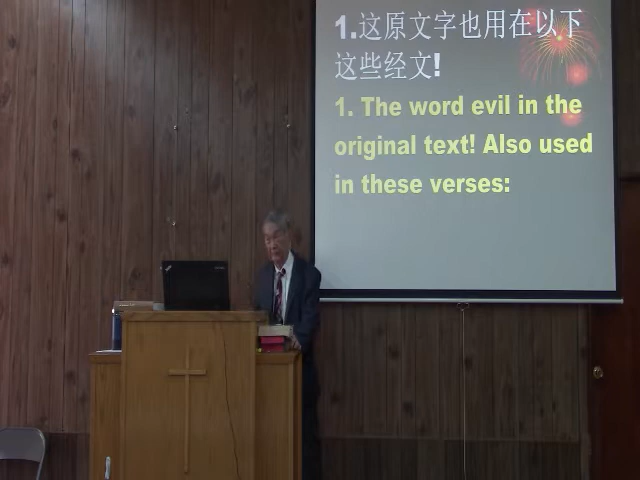 1.这原文字也用在以下
这些经文!
1. The word evil in the
original text! Also used
in these verses: